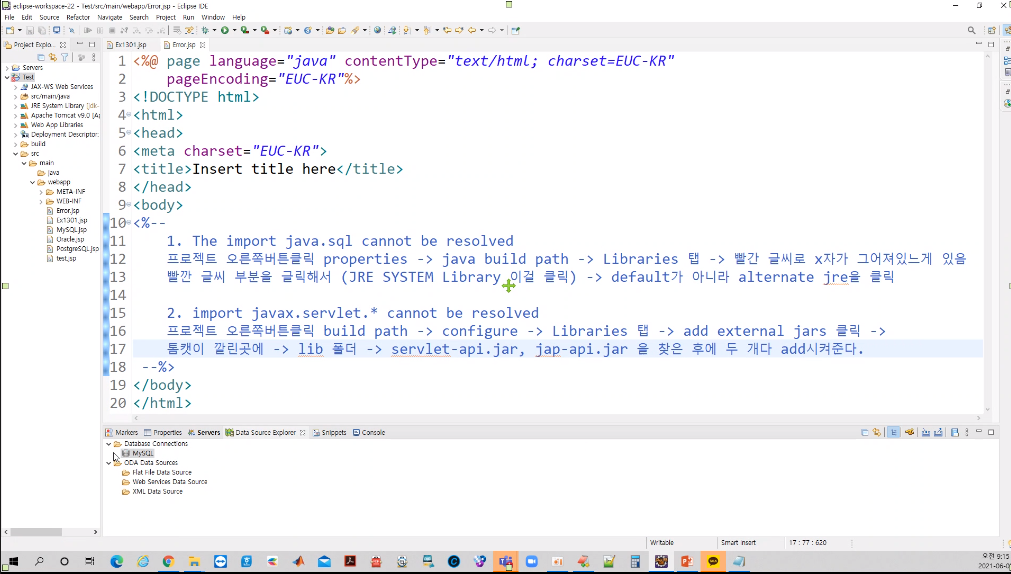 eclipse-workspace-22 - Test/src/main/webapp/Error.jsp - Eclipse IDE
File Edit Source Refactor Navigate Search Project Run Window Help
Project Explo...
Ex1301.jsp
Error.jsp
Servers
Test
JAX-WS Web Services
src/main/java
JRE System Library [jdk-
Apache Tomcat v9.0 [Ap
Web App Libraries
Deployment Descriptor:
build
src
main
java
webapp
META-INF
WEB-INF
Error.jsp
Ex1301.jsp
MySQL.jsp
Oracle.jsp
PostgreSQL.jsp
test.jsp
1 <%@ page language="java" contentType="text/html; charset=EUC-KR"
2 pageEncoding="EUC-KR"%>
3 <!DOCTYPE html>
4 <html>
5 <head>
6 <meta charset="EUC-KR">
7 <title>Insert title here</title>
8 </head>
9 <body>
10 <%--
11 1. The import java.sql cannot be resolved
12 프로젝트 오른쪽버튼클릭 properties -> java build path -> Libraries 탭 -> 빨간 글씨로 x자가 그어져있느게 있음
13 빨깐 글씨 부분을 글릭해서 (JRE SYSTEM Library 이걸 클릭) -> default가 아니라 alternate jre을 클릭
14
15 2. import javax.servlet.* cannot be resolved
16 프로젝트 오른쪽버튼클릭 build path -> configure -> Libraries 탭 -> add external jars 클릭 ->
17 톰캣이 깔린곳에 -> lib 폴더 -> servlet-api.jar, jap-api.jar 을 찾은 후에 두 개다 add시켜준다.
18 --%>
19 </body>
20 </html>
Markers Properties Servers Data Source Explorer Snippets Console
Database Connections
MySQL
ODA Data Sources
Flat File Data Source
Web Services Data Source
XML Data Source
Writable Smart Insert 17 : 77 : 620
오전 9:15